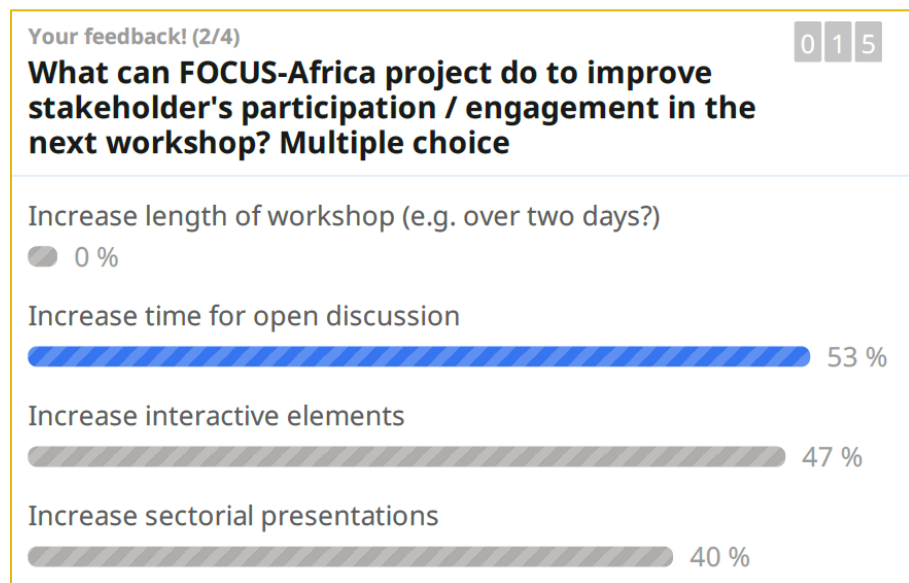 Your feedback! (2/4)
0 1 5
What can FOCUS-Africa project do to improve
stakeholder's participation / engagement in the
next workshop? Multiple choice
Increase length of workshop (e.g. over two days?)
0 %
Increase time for open discussion
53 %
Increase interactive elements
47 %
Increase sectorial presentations
40 %